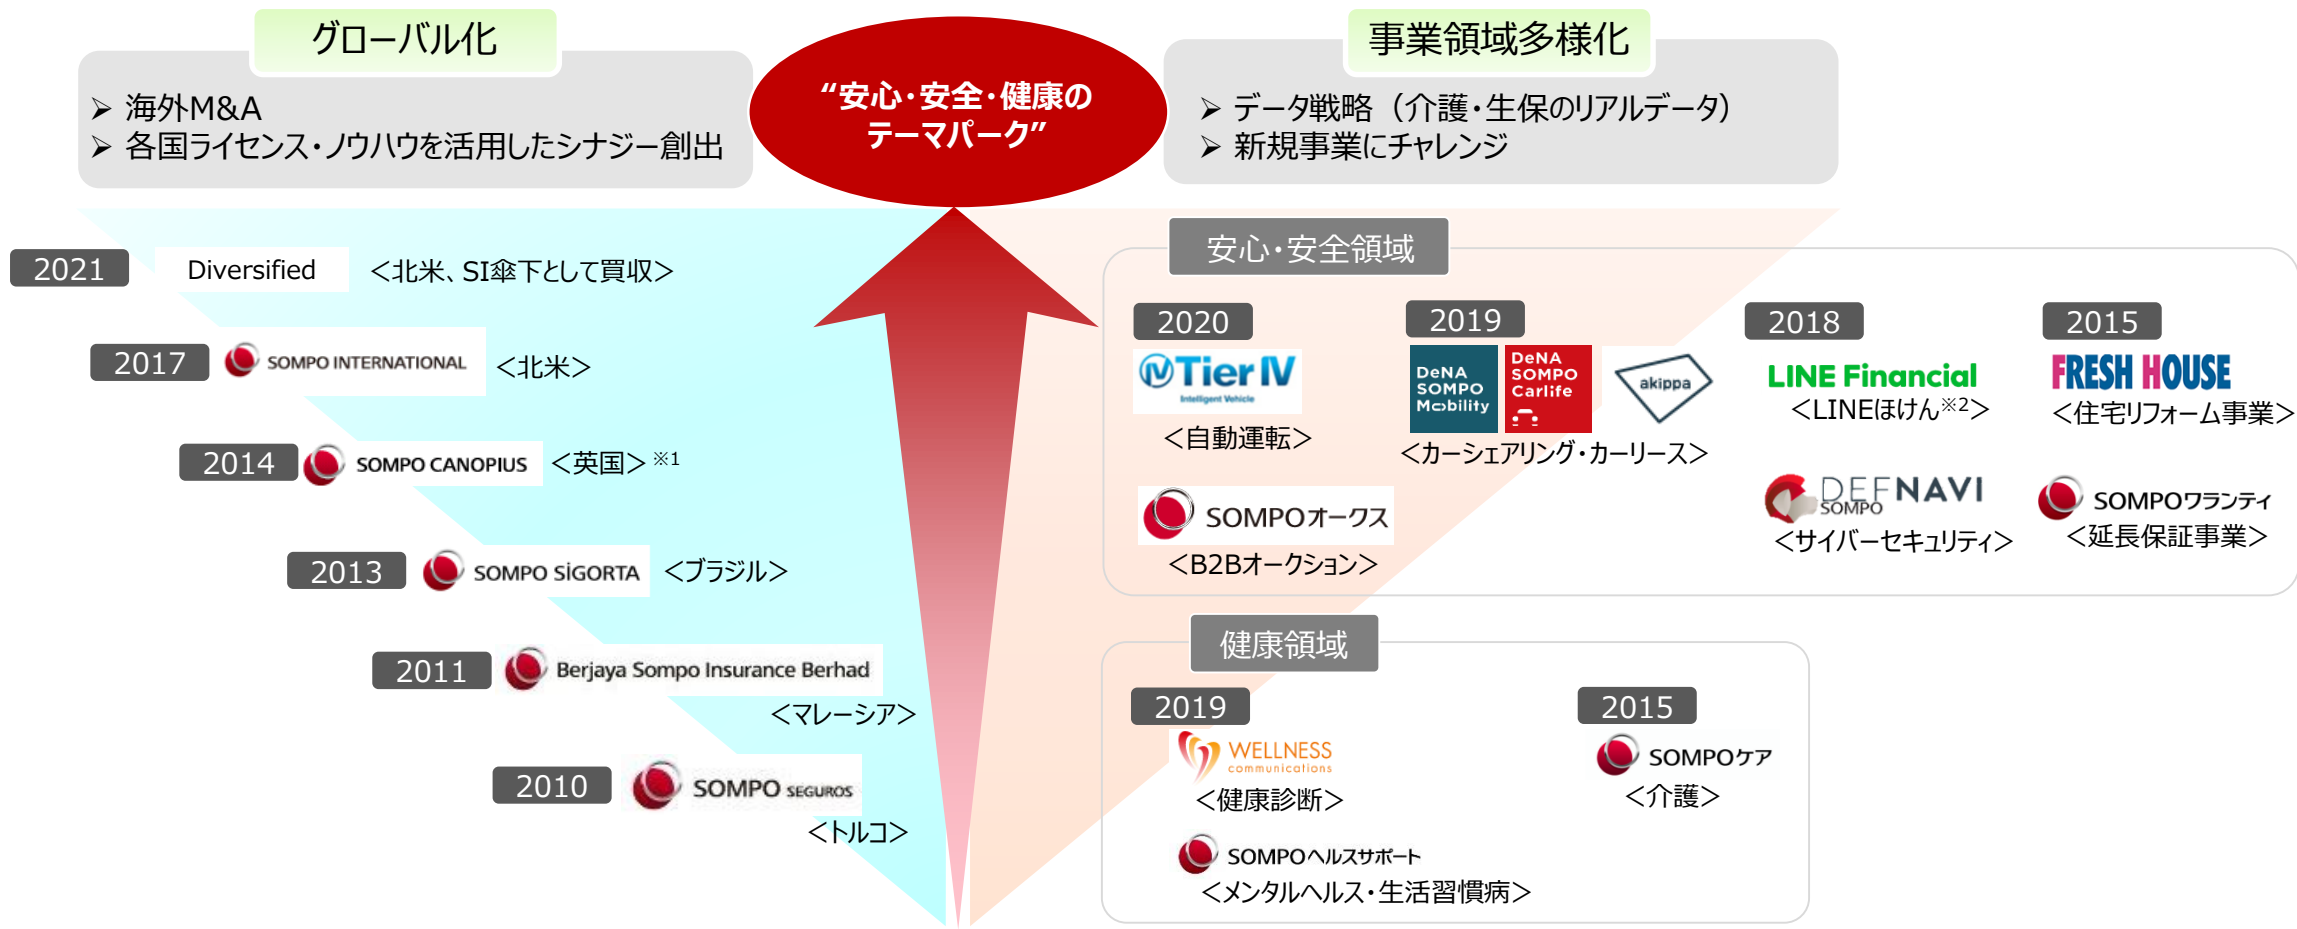 グローバル化
➢ 海外M&A
➢ 各国ライセンス・ノウハウを活用したシナジー創出
“安心・安全・健康の
テーマパーク”
事業領域多様化
➢ データ戦略（介護・生保のリアルデータ）
➢ 新規事業にチャレンジ
2021 Diversified ＜北米、SI傘下として買収＞
2017 SOMPO INTERNATIONAL ＜北米＞
2014 SOMPO CANOPIUS ＜英国＞※1
2013 SOMPO SİGORTA ＜ブラジル＞
2011 Berjaya Sompo Insurance Berhad
＜マレーシア＞
2010 SOMPO SEGUROS
＜トルコ＞
安心・安全領域
2020
Tier IV
Intelligent Vehicle
＜自動運転＞
SOMPOオークス
＜B2Bオークション＞
2019
DeNA
SOMPO
Mobility
DeNA
SOMPO
Carlife
akippa
＜カーシェアリング・カーリース＞
2018
LINE Financial
＜LINEほけん※2＞
DEFNAVI
SOMPO
＜サイバーセキュリティ＞
2015
FRESH HOUSE
＜住宅リフォーム事業＞
SOMPOワランティ
＜延長保証事業＞
健康領域
2019
WELLNESS
communications
＜健康診断＞
SOMPOヘルスサポート
＜メンタルヘルス・生活習慣病＞
2015
SOMPOケア
＜介護＞